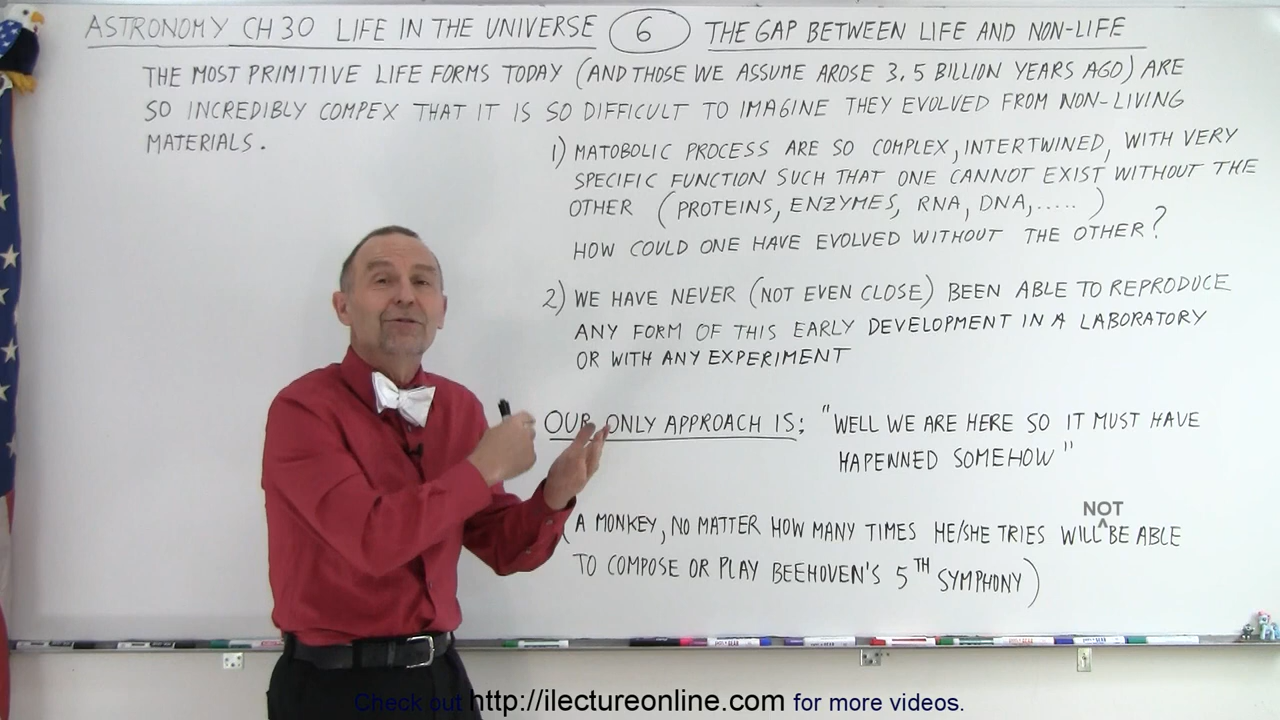 ASTRONOMY CH 30 LIFE IN THE UNIVERSE 6 THE GAP BETWEEN LIFE AND NON-LIFE
THE MOST PRIMITIVE LIFE FORMS TODAY (AND THOSE WE ASSUME AROSE 3.5 BILLION YEARS AGO) ARE
SO INCREDIBLY COMPEX THAT IT IS SO DIFFICULT TO IMAGINE THEY EVOLVED FROM NON-LIVING
MATERIALS.
1) MATOBOLIC PROCESS ARE SO COMPLEX, INTERTWINED, WITH VERY
SPECIFIC FUNCTION SUCH THAT ONE CANNOT EXIST WITHOUT THE
OTHER (PROTEINS, ENZYMES, RNA, DNA,.....)
HOW COULD ONE HAVE EVOLVED WITHOUT THE OTHER?
2) WE HAVE NEVER (NOT EVEN CLOSE) BEEN ABLE TO REPRODUCE
ANY FORM OF THIS EARLY DEVELOPMENT IN A LABORATORY
OR WITH ANY EXPERIMENT
OUR ONLY APPROACH IS: "WELL WE ARE HERE SO IT MUST HAVE
HAPENNED SOMEHOW"
NOT
(A MONKEY, NO MATTER HOW MANY TIMES HE/SHE TRIES WILL BE ABLE
TO COMPOSE OR PLAY BEEHOVEN'S 5TH SYMPHONY)
Check out http://ilectureonline.com for more videos.